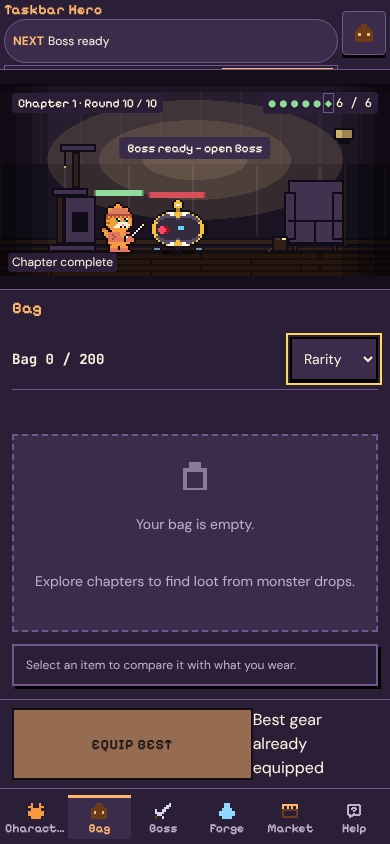 Taskbar Hero
NEXT Boss ready
Chapter 1 · Round 10 / 10
6 / 6
Boss ready – open Boss
Chapter complete
Bag
Bag 0 / 200
Rarity
Your bag is empty.
Explore chapters to find loot from monster drops.
Select an item to compare it with what you wear.
EQUIP BEST
Best gear
already
equipped
Charact...
Bag
Boss
Forge
Market
Help